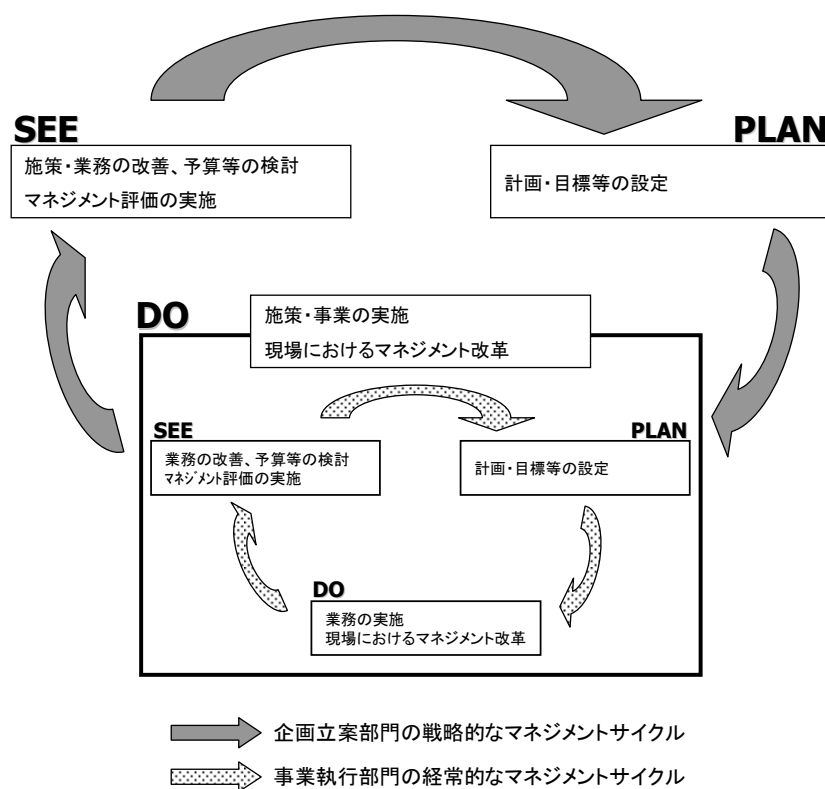 SEE
施策・業務の改善、予算等の検討
マネジメント評価の実施
PLAN
計画・目標等の設定
DO
施策・事業の実施
現場におけるマネジメント改革
SEE
業務の改善、予算等の検討
マネジメント評価の実施
PLAN
計画・目標等の設定
DO
業務の実施
現場におけるマネジメント改革
企画立案部門の戦略的なマネジメントサイクル
事業執行部門の経常的なマネジメントサイクル